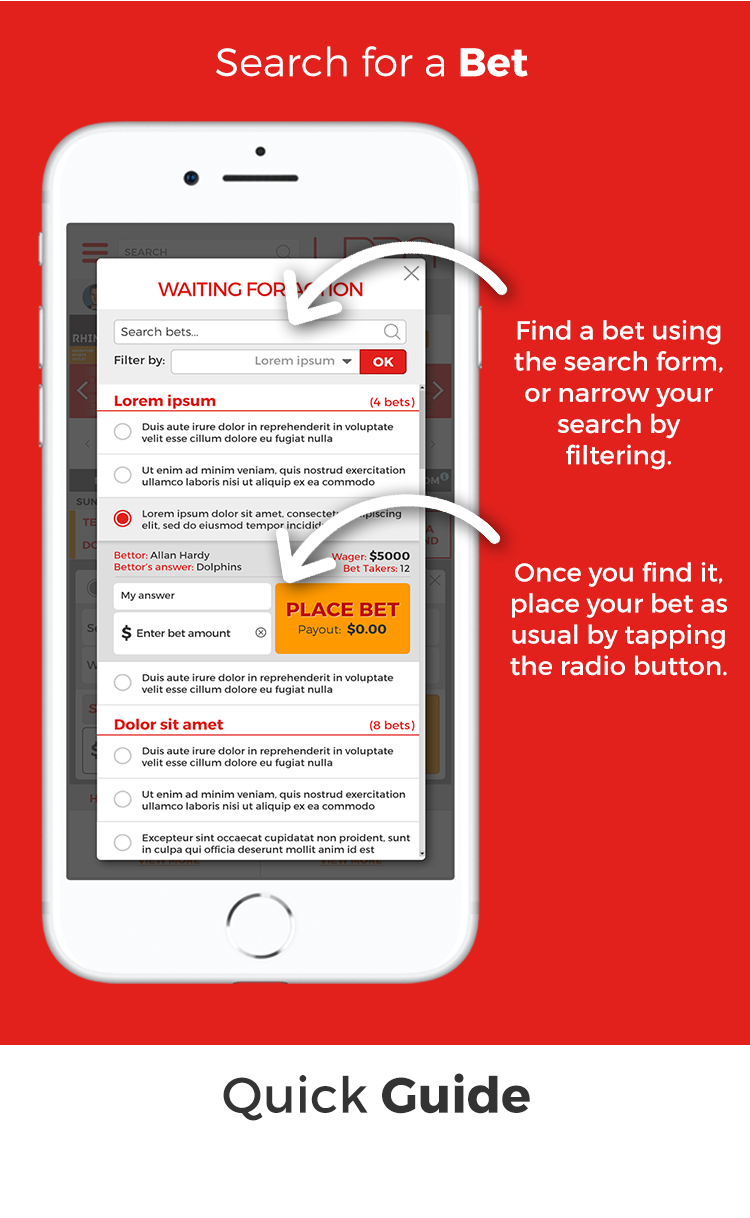 Search for a Bet
SEARCH
WAITING FOR ACTION
Search bets...
Filter by:
Lorem ipsum
OK
Lorem ipsum
(4 bets)
Duis aute irure dolor in reprehenderit in voluptate
velit esse cillum dolore eu fugiat nulla
Ut enim ad minim veniam, quis nostrud exercitation
ullamco laboris nisi ut aliquip ex ea commodo
Lorem ipsum dolor sit amet, consectetur adipiscing
elit, sed do eiusmod tempor incidid
Bettor: Allan Hardy
Wager: $5000
Bettor's answer: Dolphins
Bet Takers: 12
My answer
$ Enter bet amount
PLACE BET
Payout: $0.00
Duis aute irure dolor in reprehenderit in voluptate
velit esse cillum dolore eu fugiat nulla
Dolor sit amet
(8 bets)
Duis aute irure dolor in reprehenderit in voluptate
velit esse cillum dolore eu fugiat nulla
Ut enim ad minim veniam, quis nostrud exercitation
ullamco laboris nisi ut aliquip ex ea commodo
Excepteur sint occaecat cupidatat non proident, sunt
in culpa qui officia deserunt mollit anim id est
VIEW MORE
VIEW MORE
Find a bet using
the search form,
or narrow your
search by
filtering.
Once you find it,
place your bet as
usual by tapping
the radio button.
Quick Guide